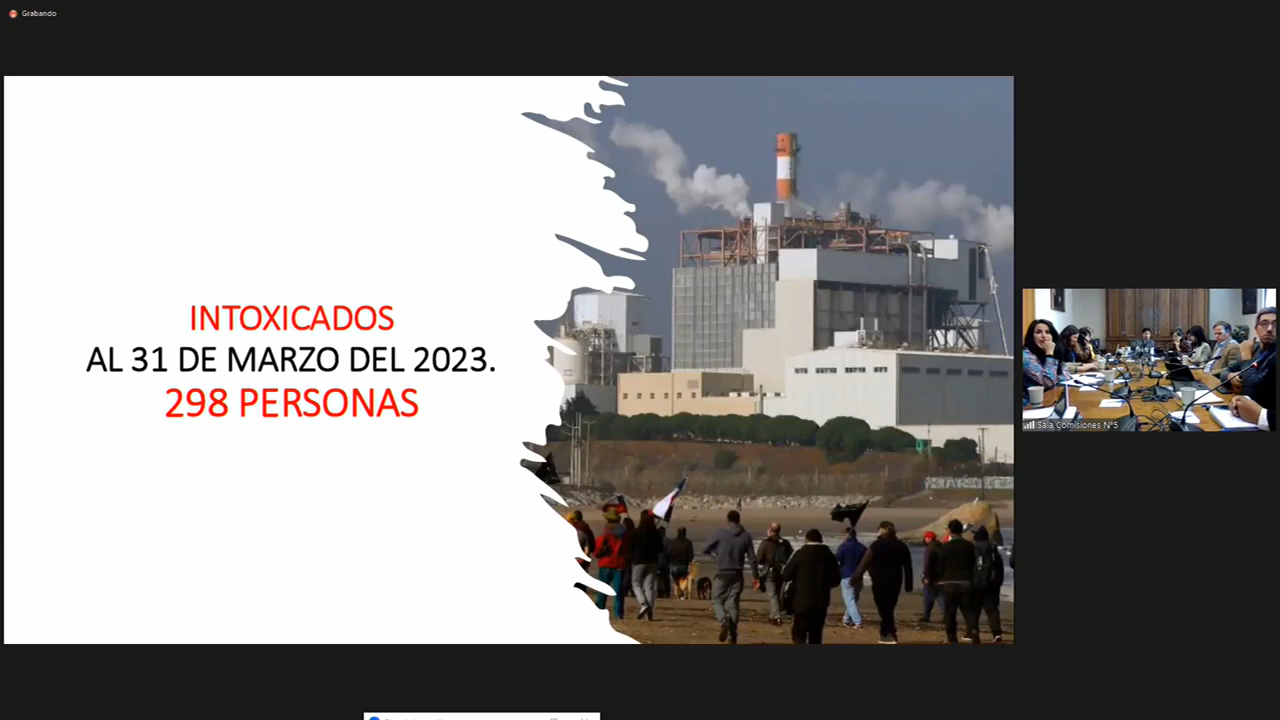 Grabando
INTOXICADOS
AL 31 DE MARZO DEL 2023.
298 PERSONAS
Sala Comisiones N°5